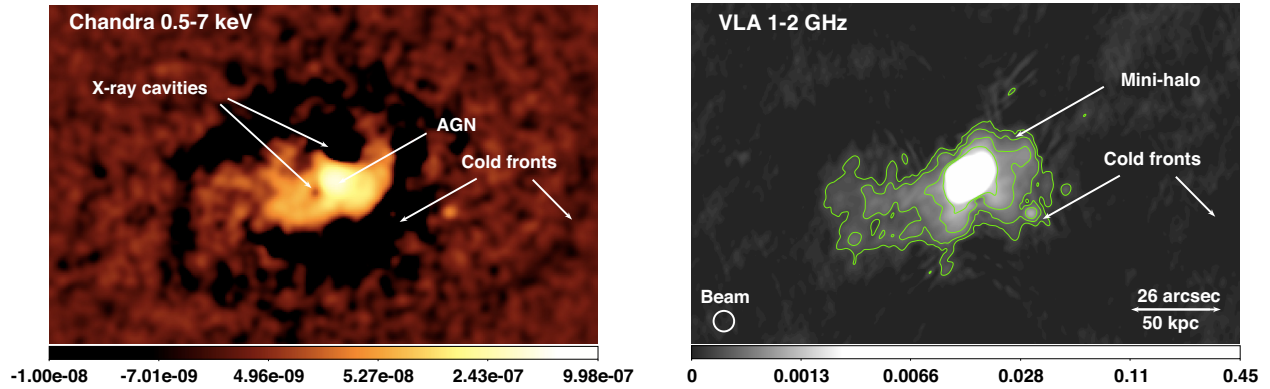 Chandra 0.5-7 keV
X-ray cavities
AGN
Cold fronts
-1.00e-08 -7.01e-09 4.96e-09 5.27e-08 2.43e-07 9.98e-07
VLA 1-2 GHz
Mini-halo
Cold fronts
Beam
26 arcsec
50 kpc
0 0.0013 0.0066 0.028 0.11 0.45